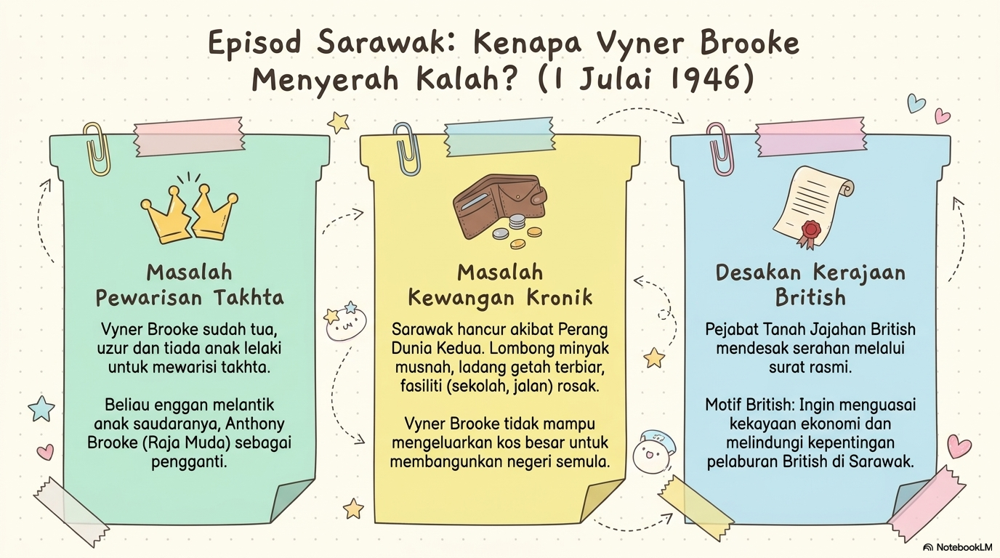 Episod Sarawak: Kenapa Vyner Brooke
Menyerah Kalah? (1 Julai 1946)
Masalah
Pewarisan Takhta
Vyner Brooke sudah tua,
uzur dan tiada anak lelaki
untuk mewarisi takhta.
Beliau enggan melantik
anak saudaranya, Anthony
Brooke (Raja Muda) sebagai
pengganti.
Masalah
Kewangan Kronik
Sarawak hancur akibat Perang
Dunia Kedua. Lombong minyak
musnah, ladang getah terbiar,
fasiliti (sekolah, jalan) rosak.
Vyner Brooke tidak mampu
mengeluarkan kos besar untuk
membangunkan negeri semula.
Desakan Kerajaan
British
Pejabat Tanah Jajahan British
mendesak serahan melalui
surat rasmi.
Motif British: Ingin menguasai
kekayaan ekonomi dan
melindungi kepentingan
pelaburan British di Sarawak.
NotebookLM